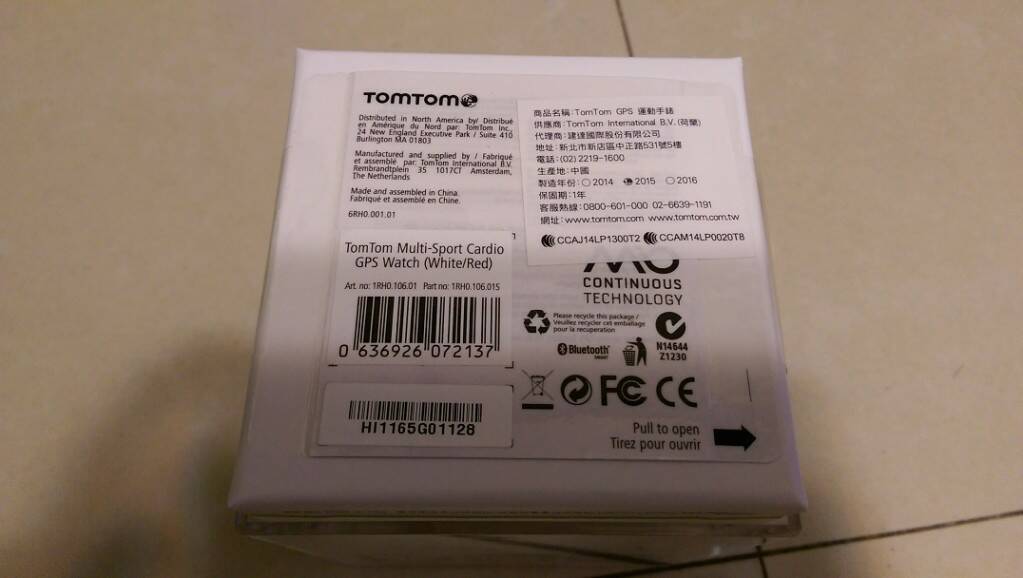 TOMTOM
Distributed in North America by/ Distribué
en Amérique du Nord par: TomTom Inc.,
24 New England Executive Park / Suite 410
Burlington MA 01803
Manufactured and supplied by / Fabriqué
et assemblé par: TomTom International B.V.
Rembrandtplein 35 1017CT Amsterdam,
The Netherlands
Made and assembled in China.
Fabriqué et assemblé en Chine.
6RH0.001.01
商品名稱:TomTom GPS 運動手錶
供應商:TomTom International B.V.(荷蘭)
代理商:建達國際股份有限公司
地址:新北市新店區中正路531號5樓
電話:(02) 2219-1600
生產地:中國
製造年份:○2014 ◉2015 ○2016
保固期:1年
客服熱線:0800-601-000 02-6639-1191
網址:www.tomtom.com www.tomtom.com.tw
CCAJ14LP1300T2 CCAM14LP0020T8
TomTom Multi-Sport Cardio
GPS Watch (White/Red)
Art. no: 1RH0.106.01 Part no: 1RH0.106.015
0 636926 072137
HI1165G01128
CONTINUOUS
TECHNOLOGY
Please recycle this package /
Veuillez recycler cet emballage
pour la recuperation
Bluetooth
SMART
N14644
Z1230
FC CE
Pull to open
Tirez pour ouvrir